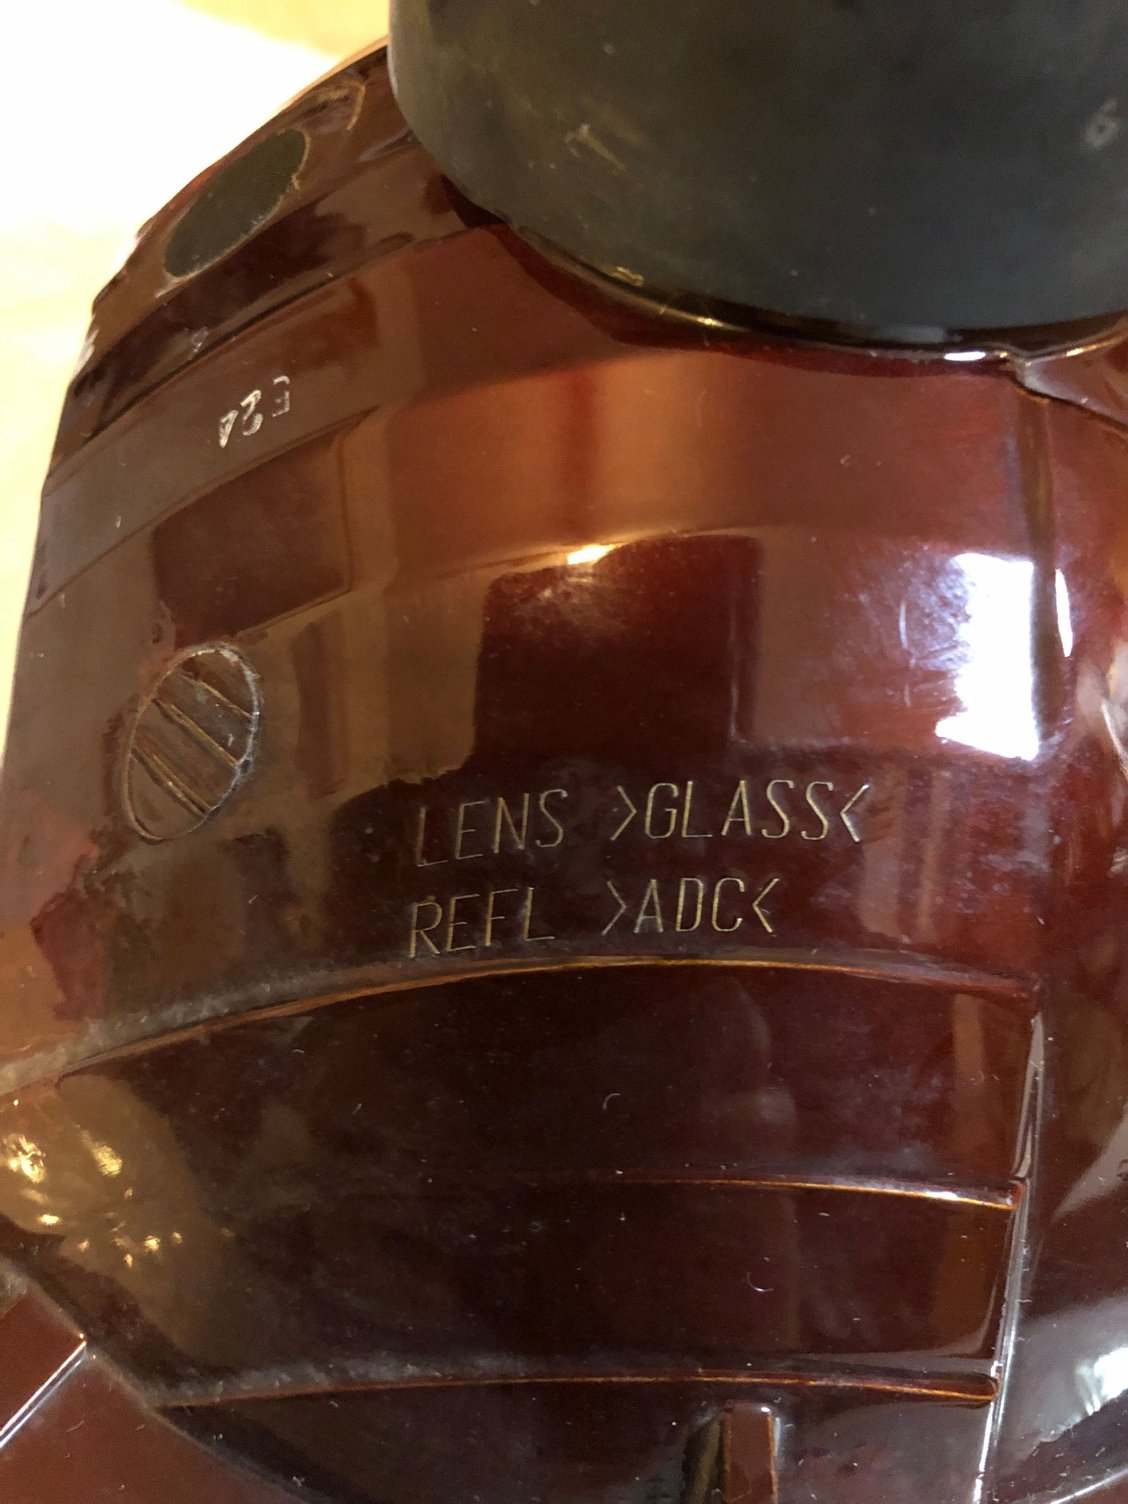 E24
LENS >GLASS<
REFL >ADC<